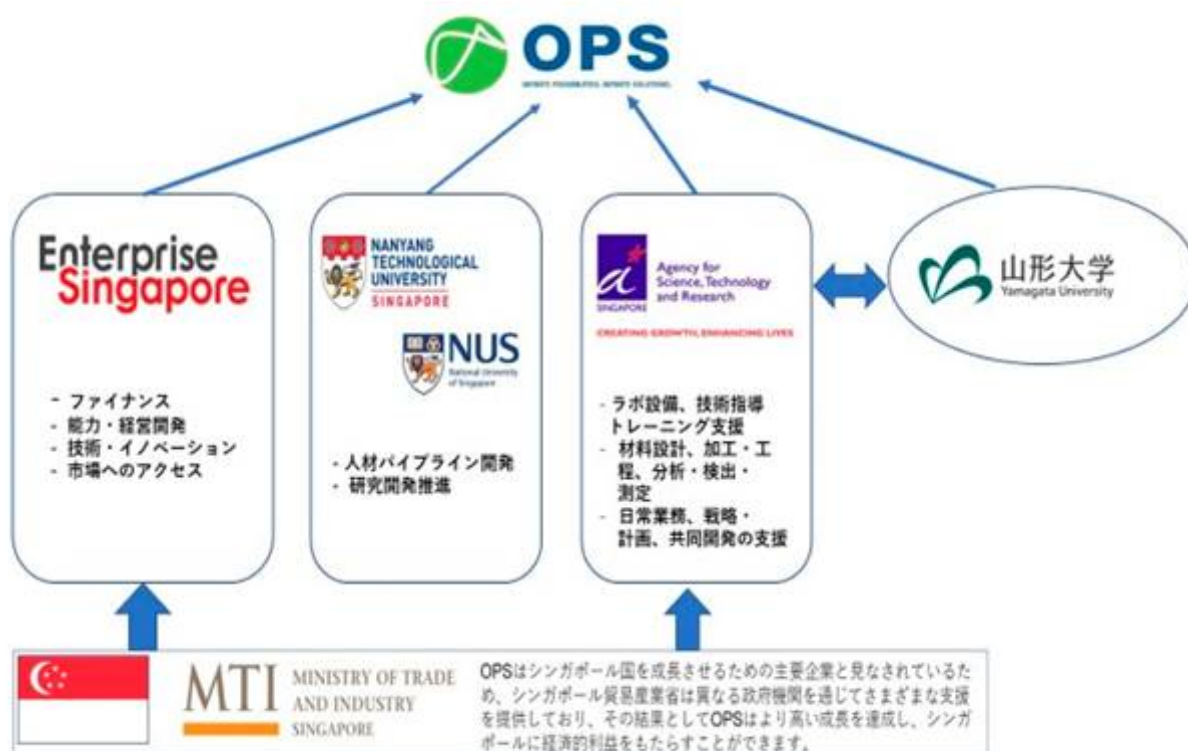 OPS
INFINITE POSSIBILITIES. INFINITE SOLUTIONS.
Enterprise
Singapore
- ファイナンス
- 能力・経営開発
- 技術・イノベーション
- 市場へのアクセス
NANYANG
TECHNOLOGICAL
UNIVERSITY
SINGAPORE
NUS
National University
of Singapore
- 人材パイプライン開発
- 研究開発推進
a
SINGAPORE
Agency for
Science, Technology
and Research
CREATING GROWTH, ENHANCING LIVES
- ラボ設備、技術指導
トレーニング支援
- 材料設計、加工・工
程、分析・検出・
測定
- 日常業務、戦略・
計画、共同開発の支援
山形大学
Yamagata University
MTI
MINISTRY OF TRADE
AND INDUSTRY
SINGAPORE
OPSはシンガポール国を成長させるための主要企業と見なされているた
め、シンガポール貿易産業省は異なる政府機関を通じてさまざまな支援
を提供しており、その結果としてOPSはより高い成長を達成し、シンガ
ポールに経済的利益をもたらすことができます。